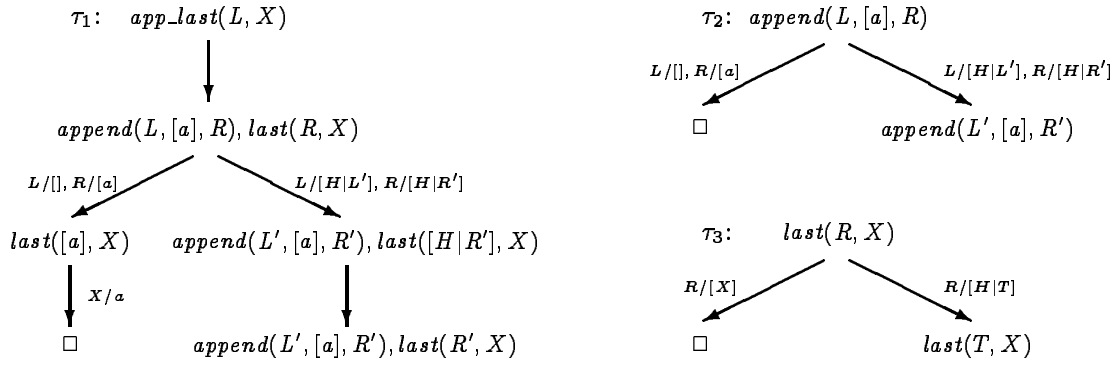 τ₁: app_last(L, X)
append(L, [a], R), last(R, X)
L/[], R/[a]
L/[H|L′], R/[H|R′]
last([a], X)
append(L′, [a], R′), last([H|R′], X)
X/a
□
append(L′, [a], R′), last(R′, X)
τ₂: append(L, [a], R)
L/[], R/[a]
L/[H|L′], R/[H|R′]
□
append(L′, [a], R′)
τ₃: last(R, X)
R/[X]
R/[H|T]
□
last(T, X)